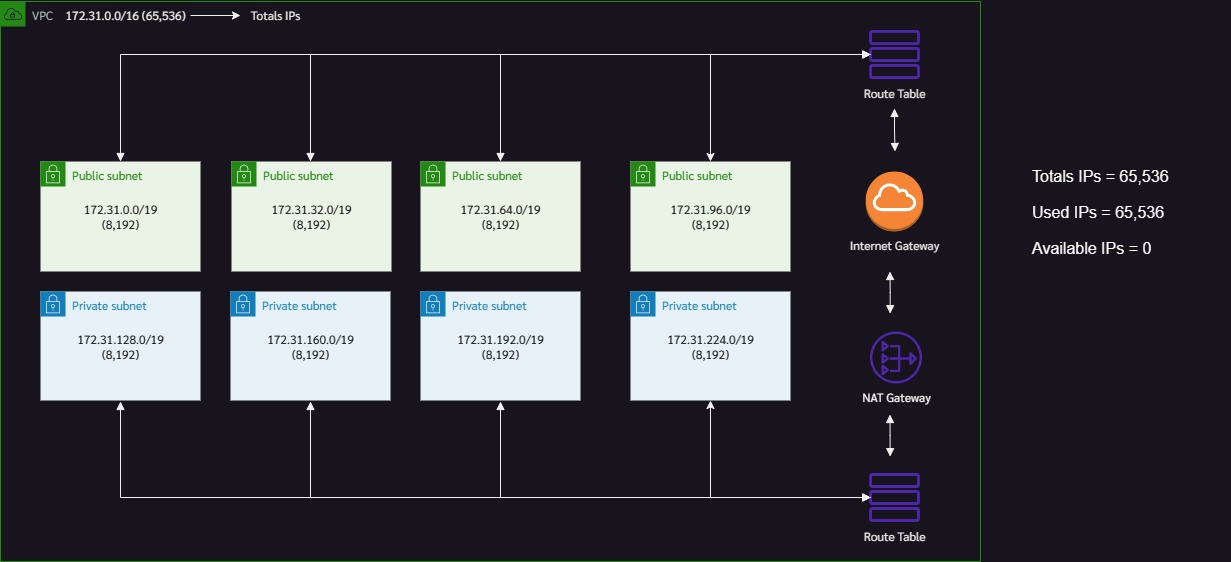 VPC 172.31.0.0/16 (65,536) Totals IPs
Route Table
Public subnet
172.31.0.0/19
(8,192)
Public subnet
172.31.32.0/19
(8,192)
Public subnet
172.31.64.0/19
(8,192)
Public subnet
172.31.96.0/19
(8,192)
Internet Gateway
Private subnet
172.31.128.0/19
(8,192)
Private subnet
172.31.160.0/19
(8,192)
Private subnet
172.31.192.0/19
(8,192)
Private subnet
172.31.224.0/19
(8,192)
NAT Gateway
Route Table
Totals IPs = 65,536
Used IPs = 65,536
Available IPs = 0